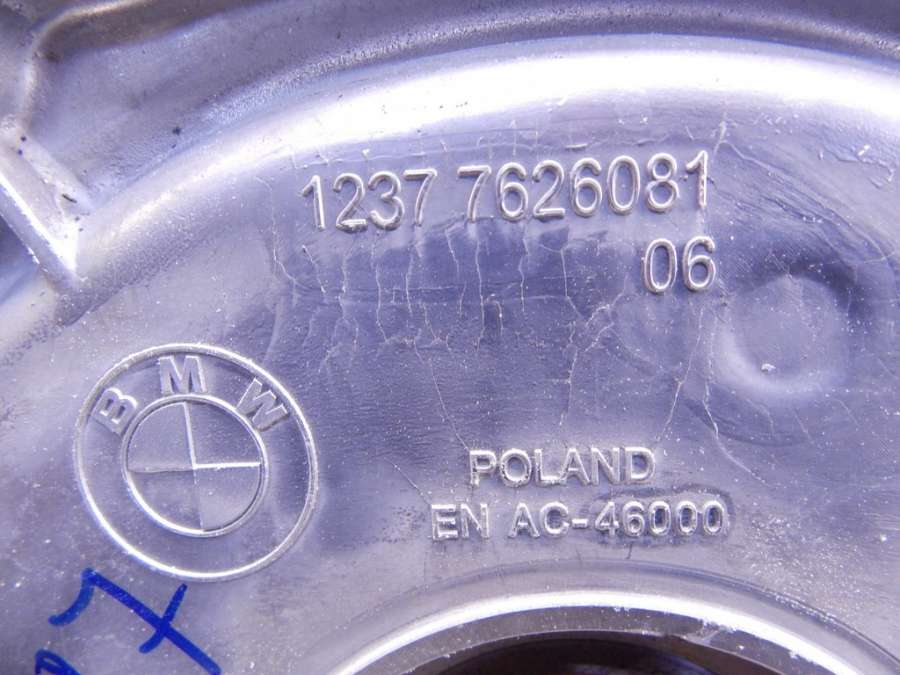 1237 7626081
06
BMW
POLAND
EN AC-46000